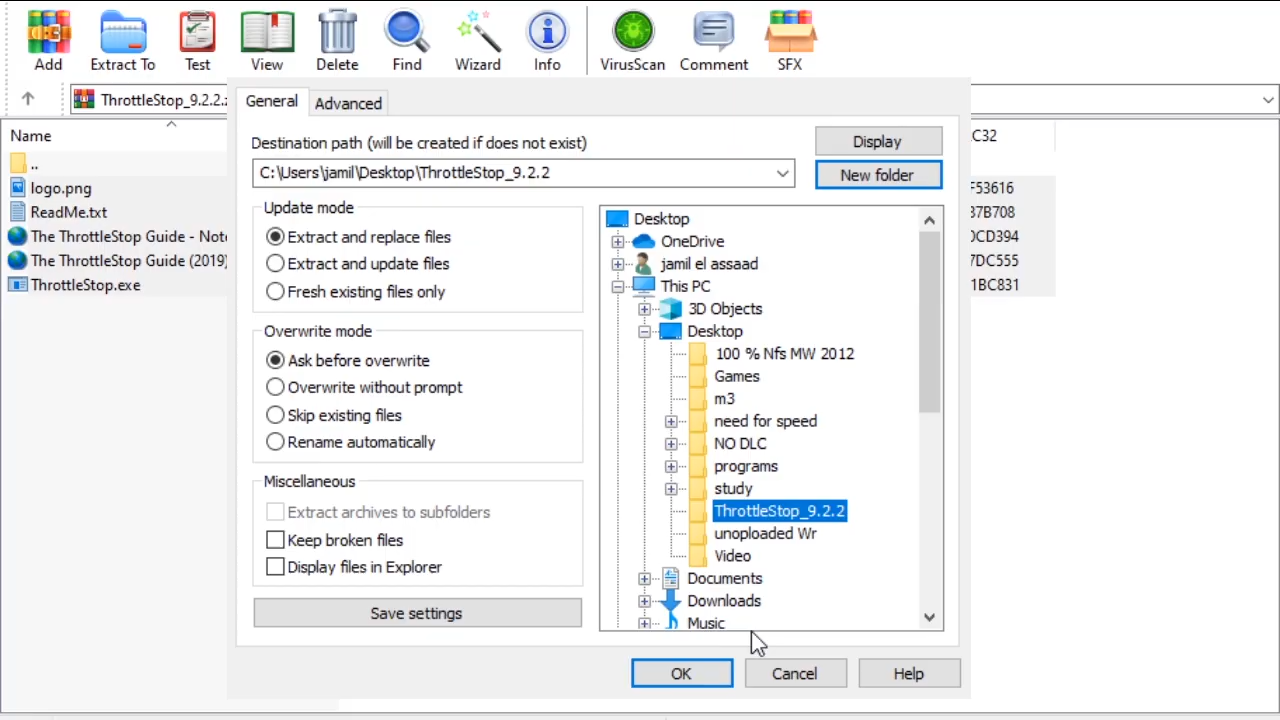 Add Extract To Test View Delete Find Wizard Info VirusScan Comment SFX
ThrottleStop_9.2.2.z
General Advanced
Name
..
logo.png
ReadMe.txt
The ThrottleStop Guide - Note
The ThrottleStop Guide (2019)
ThrottleStop.exe
Destination path (will be created if does not exist)
C:\Users\jamil\Desktop\ThrottleStop_9.2.2
Display
New folder
Update mode
Extract and replace files
Extract and update files
Fresh existing files only
Overwrite mode
Ask before overwrite
Overwrite without prompt
Skip existing files
Rename automatically
Miscellaneous
Extract archives to subfolders
Keep broken files
Display files in Explorer
Save settings
Desktop
OneDrive
jamil el assaad
This PC
3D Objects
Desktop
100 % Nfs MW 2012
Games
m3
need for speed
NO DLC
programs
study
ThrottleStop_9.2.2
unoploaded Wr
Video
Documents
Downloads
Music
OK Cancel Help
C32
F53616
B7B708
0CD394
7DC555
1BC831